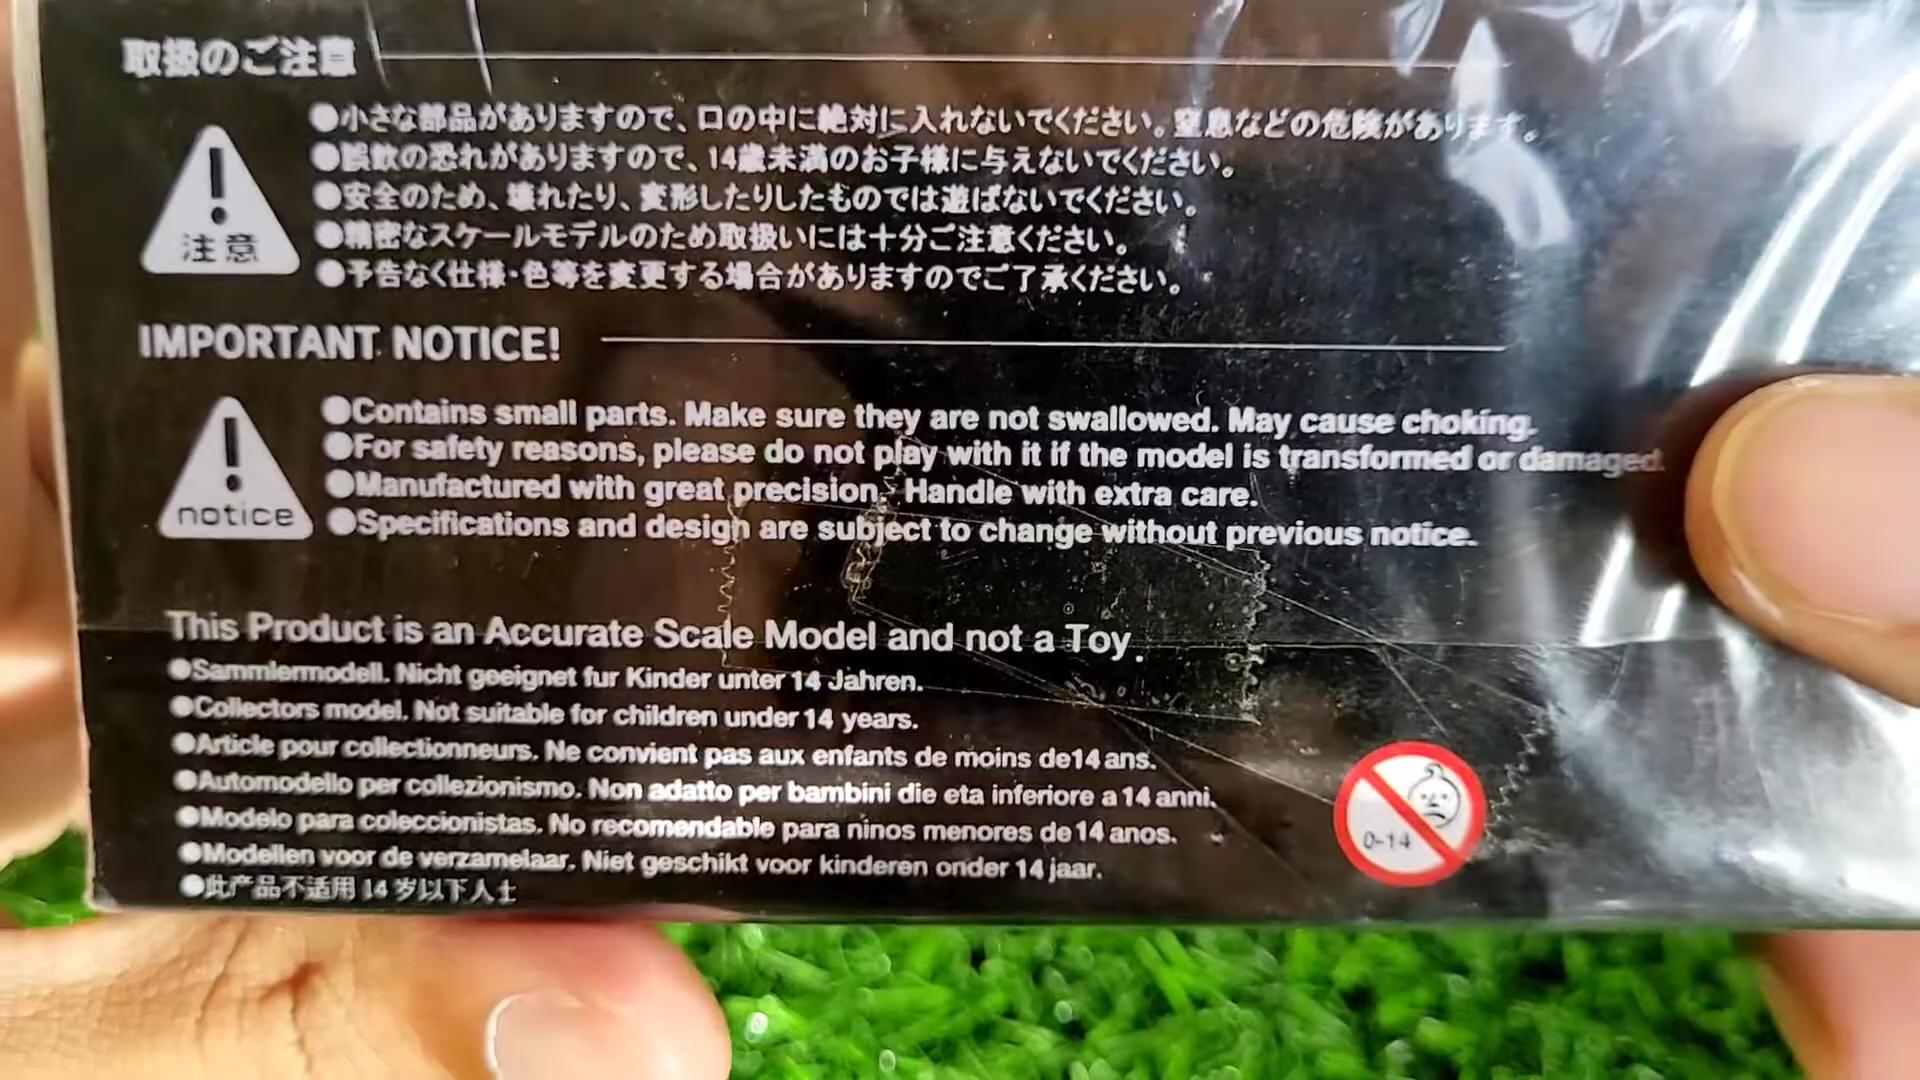 取扱のご注意
●小さな部品がありますので、口の中に絶対に入れないでください。窒息などの危険があります。
●誤飲の恐れがありますので、14歳未満のお子様に与えないでください。
●安全のため、壊れたり、変形したりしたものでは遊ばないでください。
●精密なスケールモデルのため取扱いには十分ご注意ください。
●予告なく仕様・色等を変更する場合がありますのでご了承ください。
注意
IMPORTANT NOTICE!
●Contains small parts. Make sure they are not swallowed. May cause choking.
●For safety reasons, please do not play with it if the model is transformed or damaged.
●Manufactured with great precision. Handle with extra care.
●Specifications and design are subject to change without previous notice.
notice
This Product is an Accurate Scale Model and not a Toy.
●Sammlermodell. Nicht geeignet fur Kinder unter 14 Jahren.
●Collectors model. Not suitable for children under 14 years.
●Article pour collectionneurs. Ne convient pas aux enfants de moins de14 ans.
●Automodello per collezionismo. Non adatto per bambini die eta inferiore a 14 anni.
●Modelo para coleccionistas. No recomendable para ninos menores de 14 anos.
●Modellen voor de verzamelaar. Niet geschikt voor kinderen onder 14 jaar.
●此产品不适用 14 岁以下人士
0-14